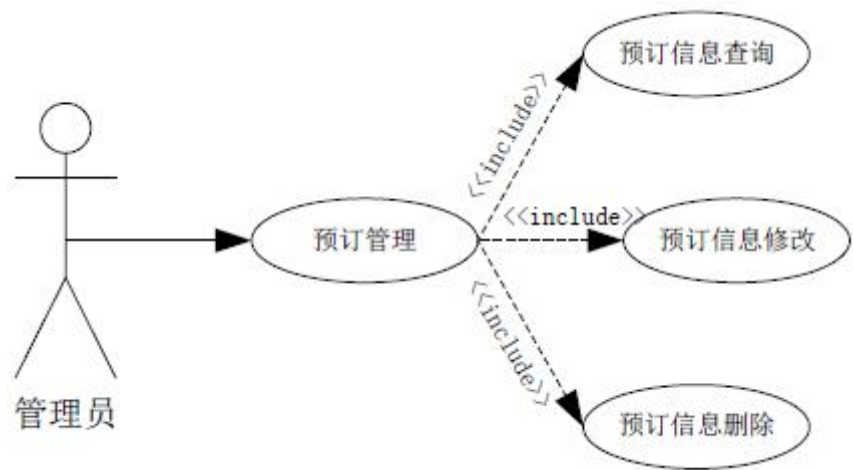 预订信息查询
<<include>>
<<include>>
预订管理
预订信息修改
<<include>>
管理员
预订信息删除